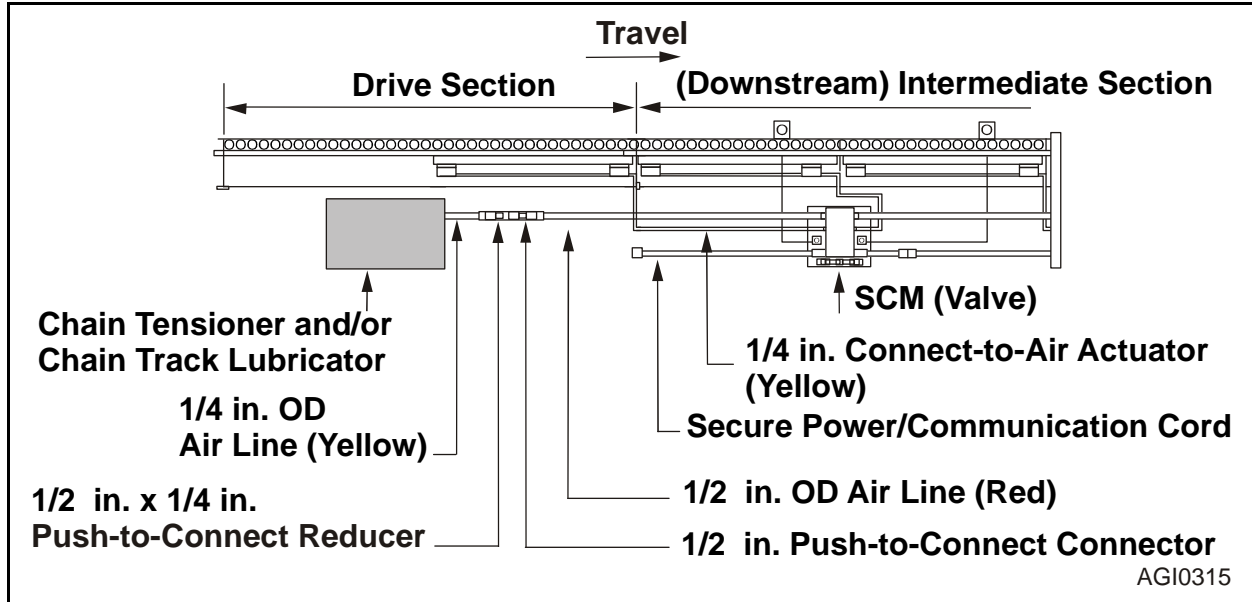 Travel
Drive Section
(Downstream) Intermediate Section
SCM (Valve)
Chain Tensioner and/or
Chain Track Lubricator
1/4 in. Connect-to-Air Actuator
(Yellow)
1/4 in. OD
Air Line (Yellow)
Secure Power/Communication Cord
1/2 in. x 1/4 in.
Push-to-Connect Reducer
1/2 in. OD Air Line (Red)
1/2 in. Push-to-Connect Connector
AGI0315